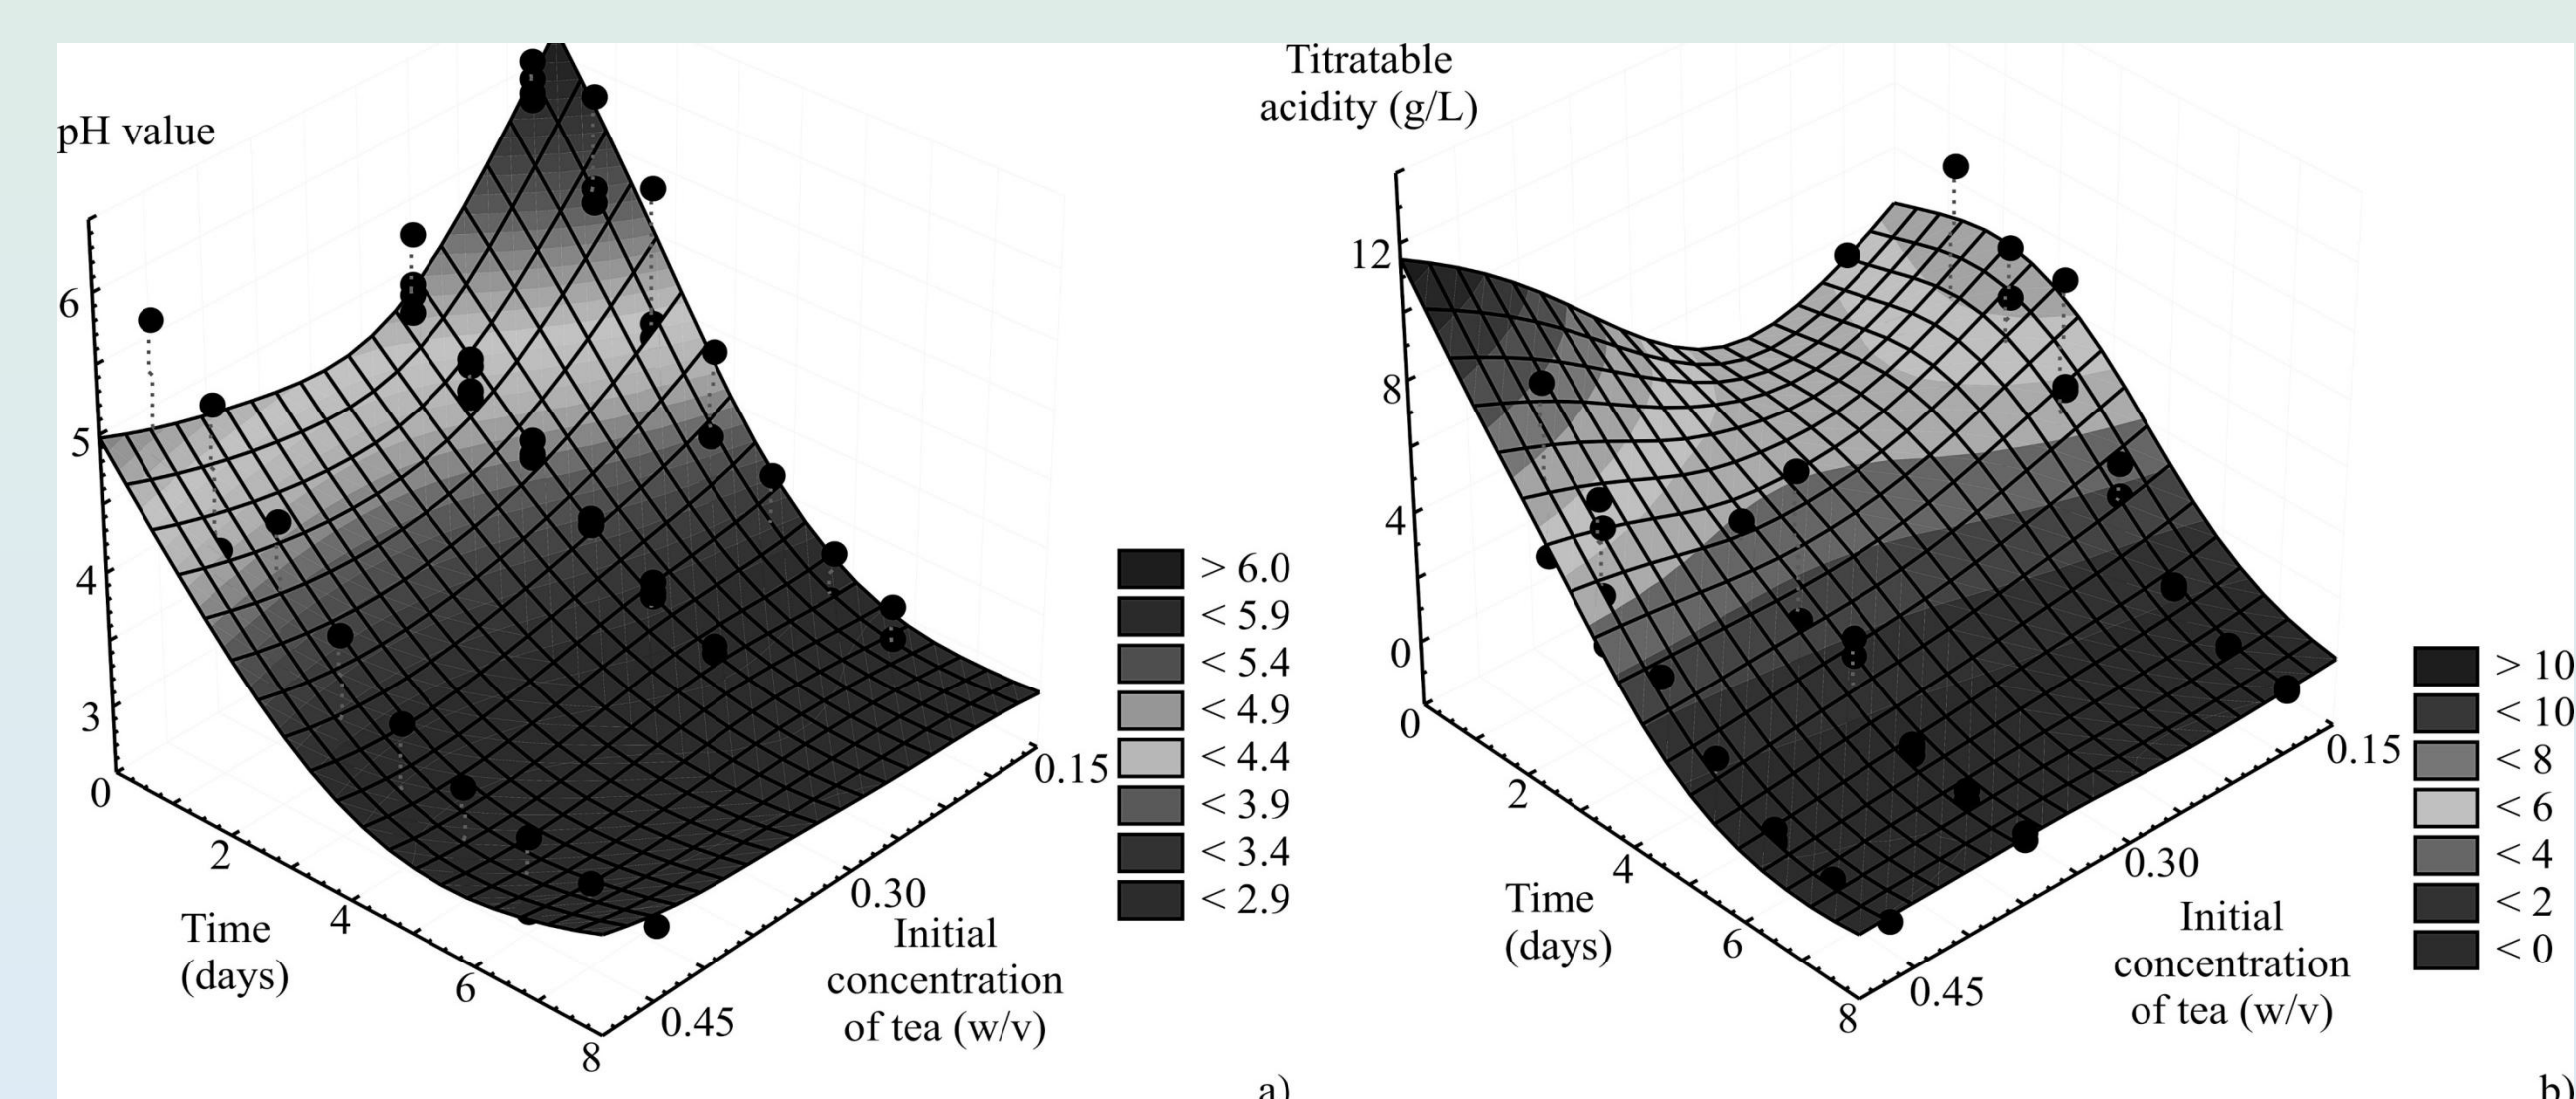 pH value
6
5
4
3
0
2
4
6
8
Time
(days)
0.45
0.30
0.15
Initial
concentration
of tea (w/v)
> 6.0
< 5.9
< 5.4
< 4.9
< 4.4
< 3.9
< 3.4
< 2.9
a)
Titratable
acidity (g/L)
12
8
4
0
0
2
4
6
8
Time
(days)
0.45
0.30
0.15
Initial
concentration
of tea (w/v)
> 10
< 10
< 8
< 6
< 4
< 2
< 0
b)